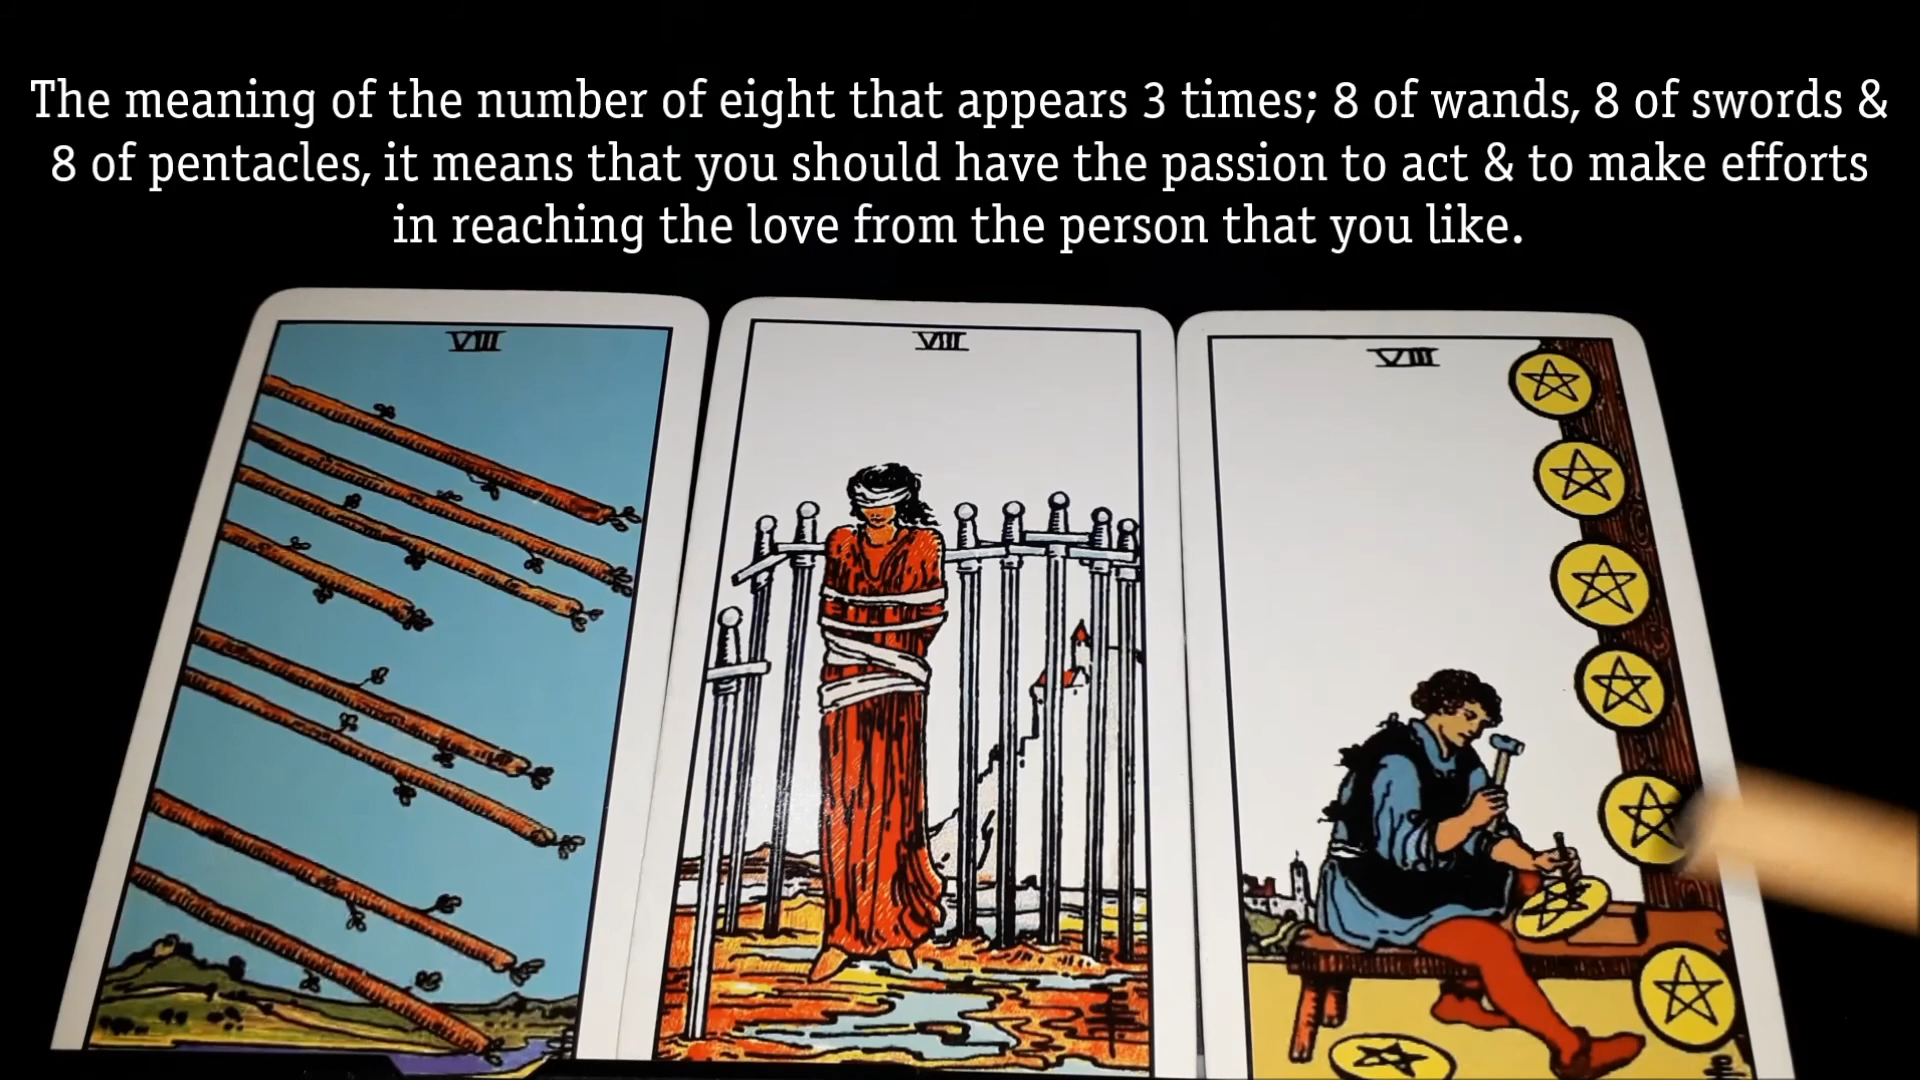 The meaning of the number of eight that appears 3 times; 8 of wands, 8 of swords &
8 of pentacles, it means that you should have the passion to act & to make efforts
in reaching the love from the person that you like.
VIII
VIII
VIII